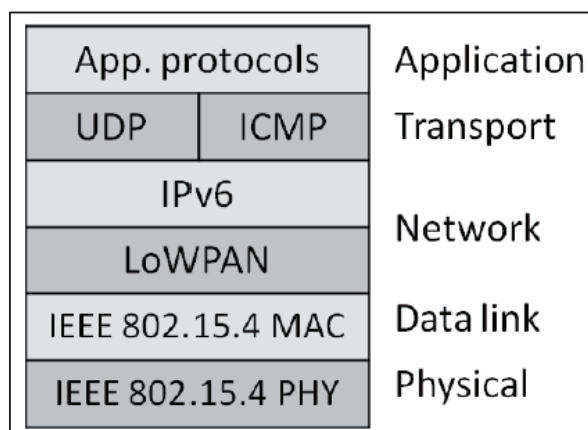 App. protocols Application
UDP ICMP Transport
IPv6
Network
LoWPAN
IEEE 802.15.4 MAC Data link
IEEE 802.15.4 PHY Physical